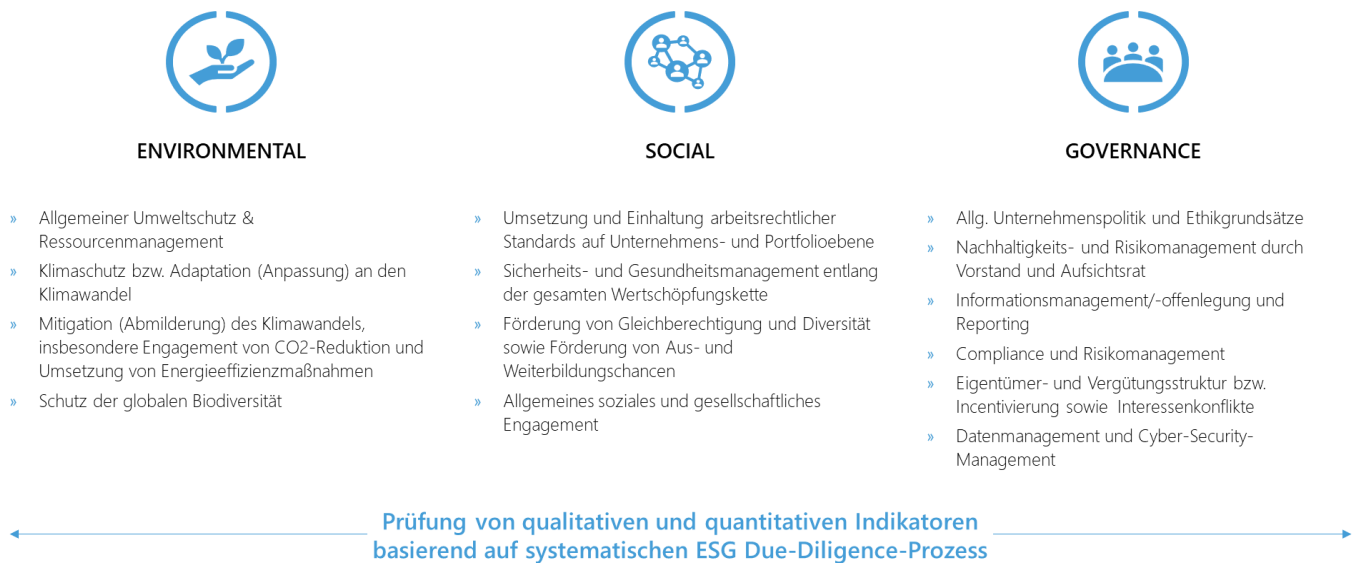 ENVIRONMENTAL
» Allgemeiner Umweltschutz &
Ressourcenmanagement
» Klimaschutz bzw. Adaptation (Anpassung) an den
Klimawandel
» Mitigation (Abmilderung) des Klimawandels,
insbesondere Engagement von CO2-Reduktion und
Umsetzung von Energieeffizienzmaßnahmen
» Schutz der globalen Biodiversität
SOCIAL
» Umsetzung und Einhaltung arbeitsrechtlicher
Standards auf Unternehmens- und Portfolioebene
» Sicherheits- und Gesundheitsmanagement entlang
der gesamten Wertschöpfungskette
» Förderung von Gleichberechtigung und Diversität
sowie Förderung von Aus- und
Weiterbildungschancen
» Allgemeines soziales und gesellschaftliches
Engagement
GOVERNANCE
» Allg. Unternehmenspolitik und Ethikgrundsätze
» Nachhaltigkeits- und Risikomanagement durch
Vorstand und Aufsichtsrat
» Informationsmanagement/-offenlegung und
Reporting
» Compliance und Risikomanagement
» Eigentümer- und Vergütungsstruktur bzw.
Incentivierung sowie Interessenkonflikte
» Datenmanagement und Cyber-Security-
Management
Prüfung von qualitativen und quantitativen Indikatoren
basierend auf systematischen ESG Due-Diligence-Prozess